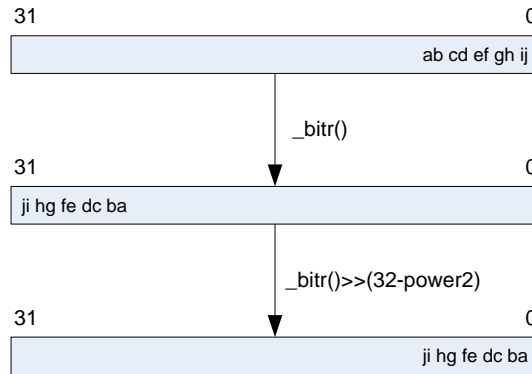 31 0
ab cd ef gh ij
_bitr()
31 0
ji hg fe dc ba
_bitr()>>(32-power2)
31 0
ji hg fe dc ba